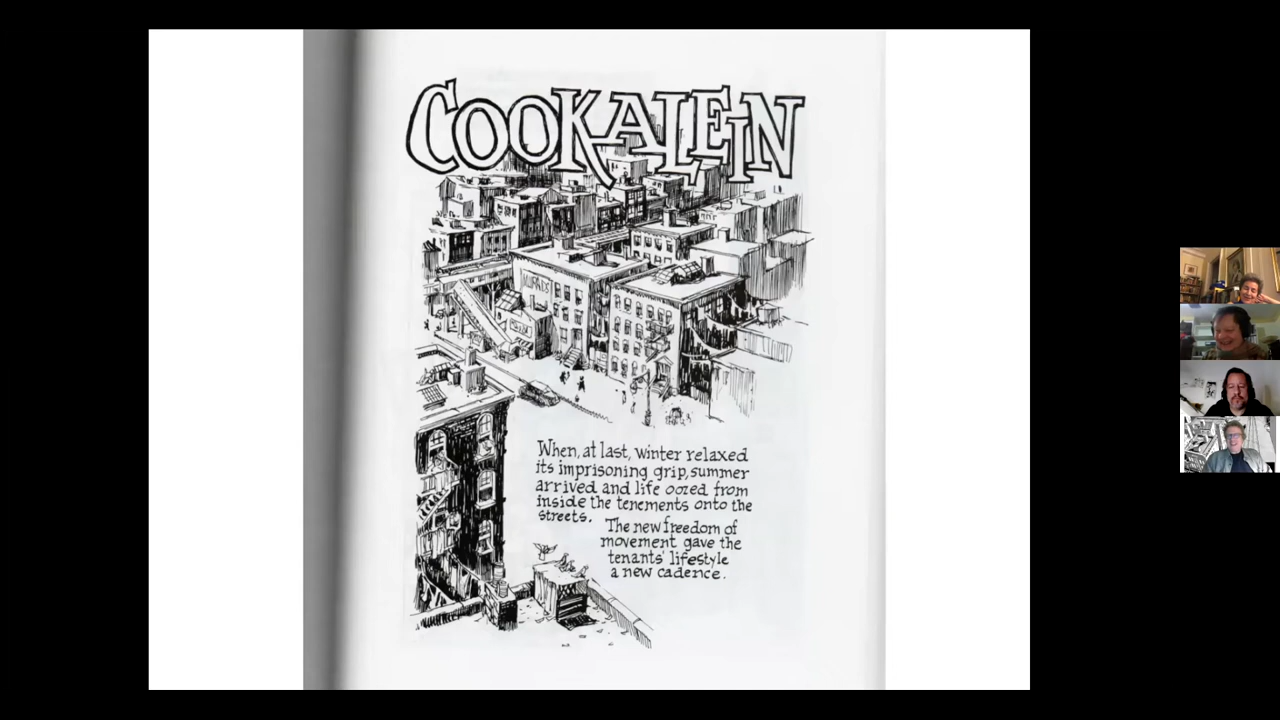 COOKALEIN
When, at last, winter relaxed
its imprisoning grip, summer
arrived and life oozed from
inside the tenements onto the
streets.
The new freedom of
movement gave the
tenants' lifestyle
a new cadence.